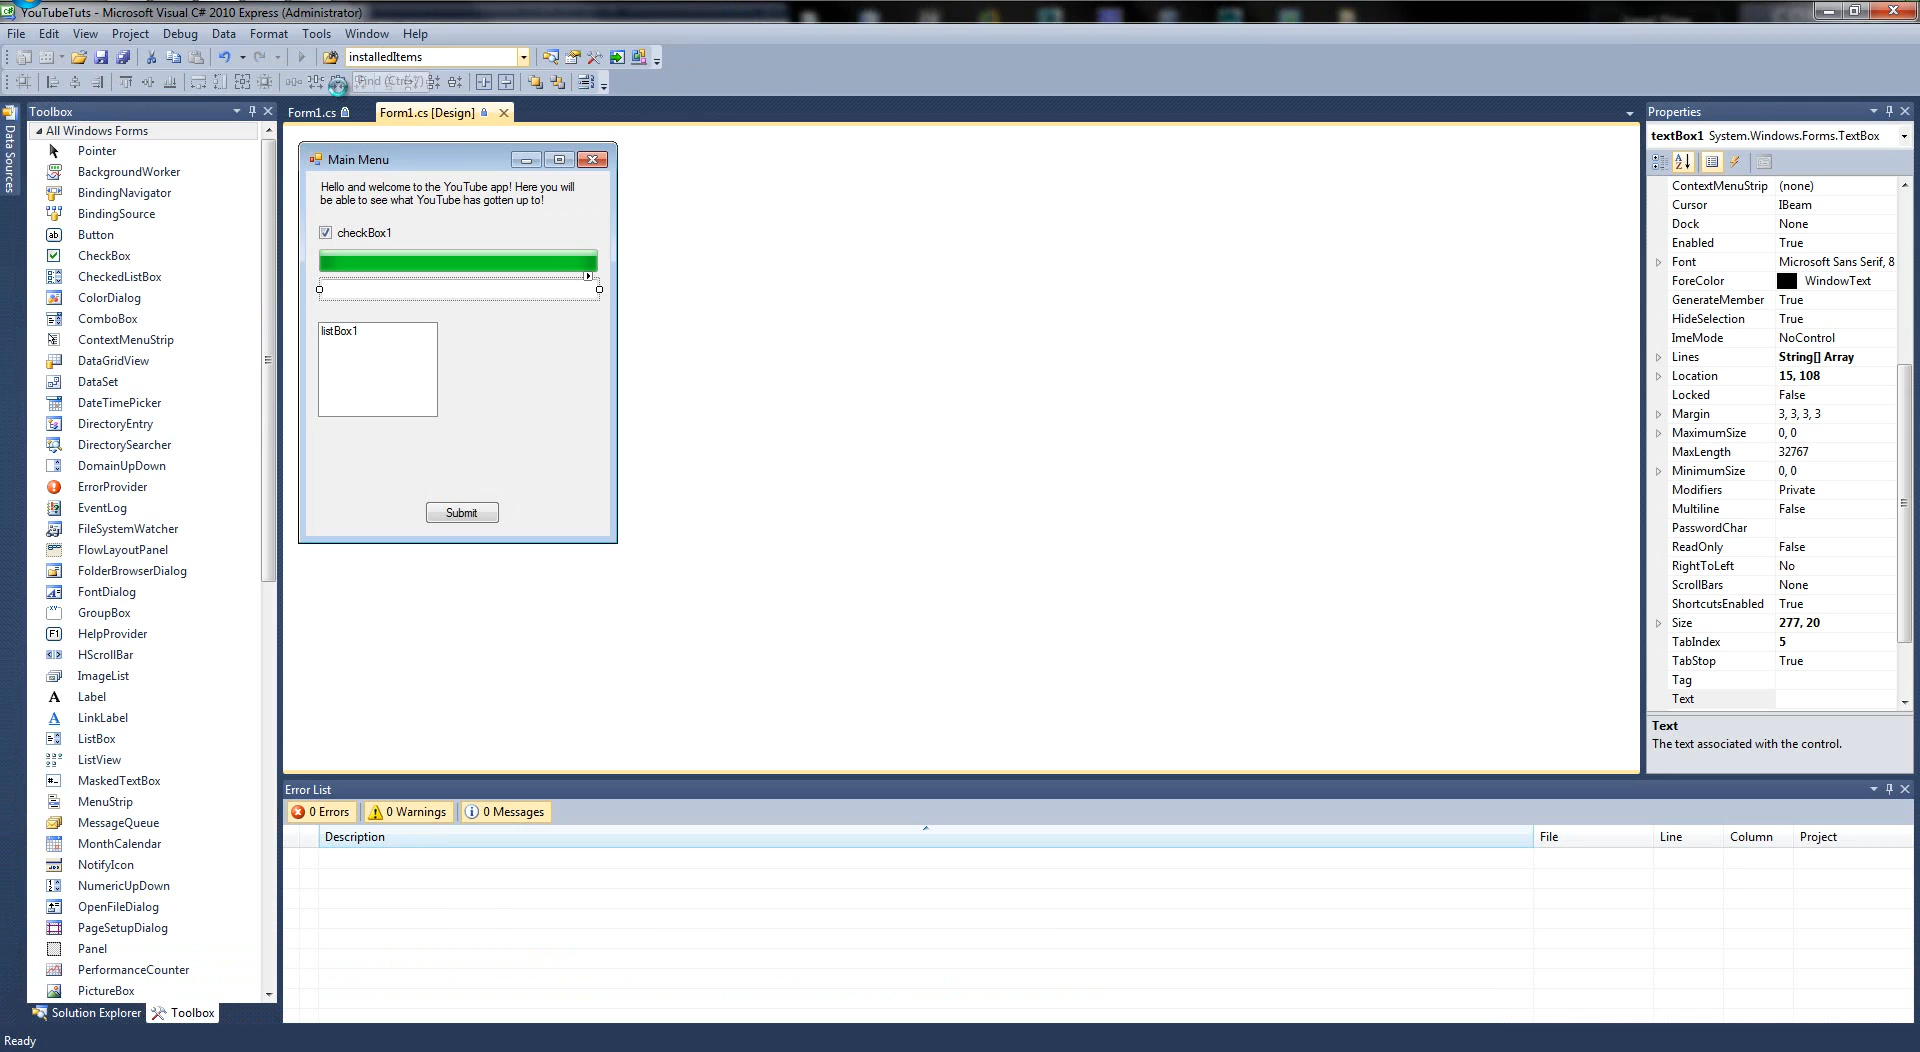 YouTubeTuts - Microsoft Visual C# 2010 Express (Administrator)
File Edit View Project Debug Data Format Tools Window Help
installedItems
Toolbox
Form1.cs
Form1.cs [Design]
Properties
Data Sources
All Windows Forms
Pointer
BackgroundWorker
BindingNavigator
BindingSource
Button
CheckBox
CheckedListBox
ColorDialog
ComboBox
ContextMenuStrip
DataGridView
DataSet
DateTimePicker
DirectoryEntry
DirectorySearcher
DomainUpDown
ErrorProvider
EventLog
FileSystemWatcher
FlowLayoutPanel
FolderBrowserDialog
FontDialog
GroupBox
HelpProvider
HScrollBar
ImageList
Label
LinkLabel
ListBox
ListView
MaskedTextBox
MenuStrip
MessageQueue
MonthCalendar
NotifyIcon
NumericUpDown
OpenFileDialog
PageSetupDialog
Panel
PerformanceCounter
PictureBox
Solution Explorer
Toolbox
Main Menu
Hello and welcome to the YouTube app! Here you will
be able to see what YouTube has gotten up to!
checkBox1
listBox1
Submit
textBox1 System.Windows.Forms.TextBox
ContextMenuStrip (none)
Cursor IBeam
Dock None
Enabled True
Font Microsoft Sans Serif, 8
ForeColor WindowText
GenerateMember True
HideSelection True
ImeMode NoControl
Lines String[] Array
Location 15, 108
Locked False
Margin 3, 3, 3, 3
MaximumSize 0, 0
MaxLength 32767
MinimumSize 0, 0
Modifiers Private
Multiline False
PasswordChar
ReadOnly False
RightToLeft No
ScrollBars None
ShortcutsEnabled True
Size 277, 20
TabIndex 5
TabStop True
Tag
Text
Text
The text associated with the control.
Error List
0 Errors
0 Warnings
0 Messages
Description File Line Column Project
Ready